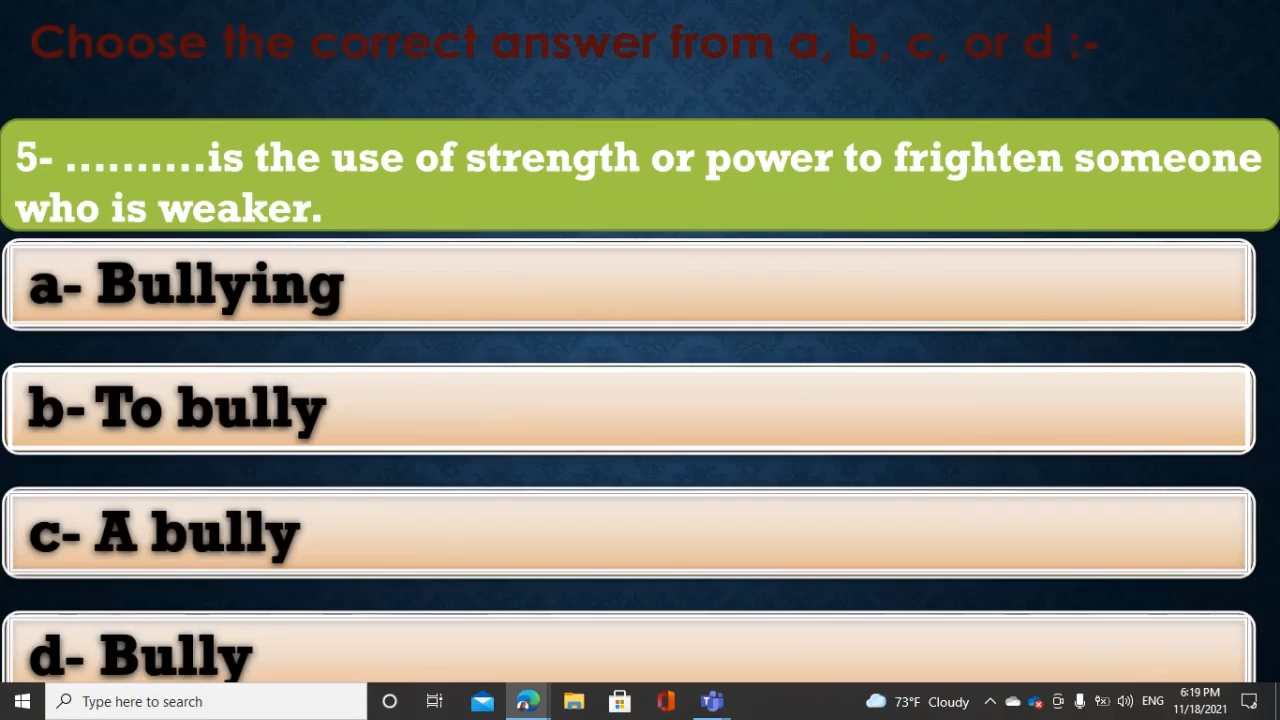 Choose the correct answer from a, b, c, or d :-
5- ..........is the use of strength or power to frighten someone
who is weaker.
a- Bullying
b- To bully
c- A bully
d- Bully
Type here to search
73°F Cloudy
ENG
6:19 PM
11/18/2021